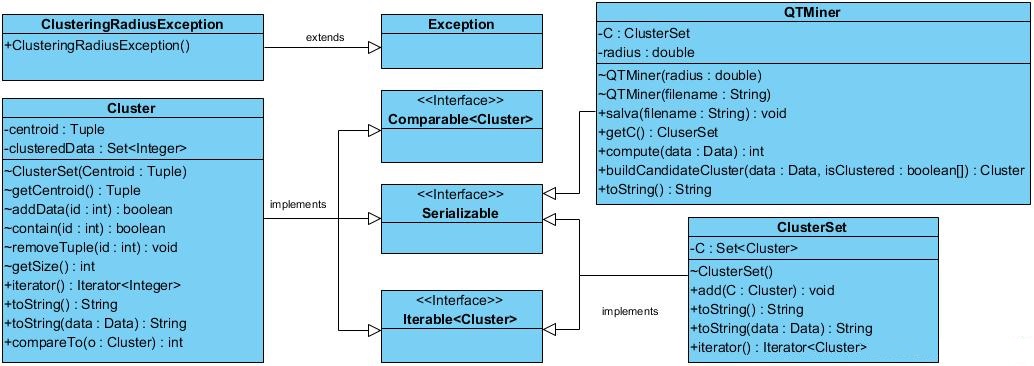 ClusteringRadiusException
+ClusteringRadiusException()
extends
Exception
QTMiner
-C : ClusterSet
-radius : double
~QTMiner(radius : double)
~QTMiner(filename : String)
+salva(filename : String) : void
+getC() : CluserSet
+compute(data : Data) : int
+buildCandidateCluster(data : Data, isClustered : boolean[]) : Cluster
+toString() : String
Cluster
-centroid : Tuple
-clusteredData : Set<Integer>
~ClusterSet(Centroid : Tuple)
~getCentroid() : Tuple
~addData(id : int) : boolean
~contain(id : int) : boolean
~removeTuple(id : int) : void
~getSize() : int
+iterator() : Iterator<Integer>
+toString() : String
+toString(data : Data) : String
+compareTo(o : Cluster) : int
implements
<<Interface>>
Comparable<Cluster>
<<Interface>>
Serializable
<<Interface>>
Iterable<Cluster>
ClusterSet
-C : Set<Cluster>
~ClusterSet()
+add(C : Cluster) : void
+toString() : String
+toString(data : Data) : String
+iterator() : Iterator<Cluster>
implements